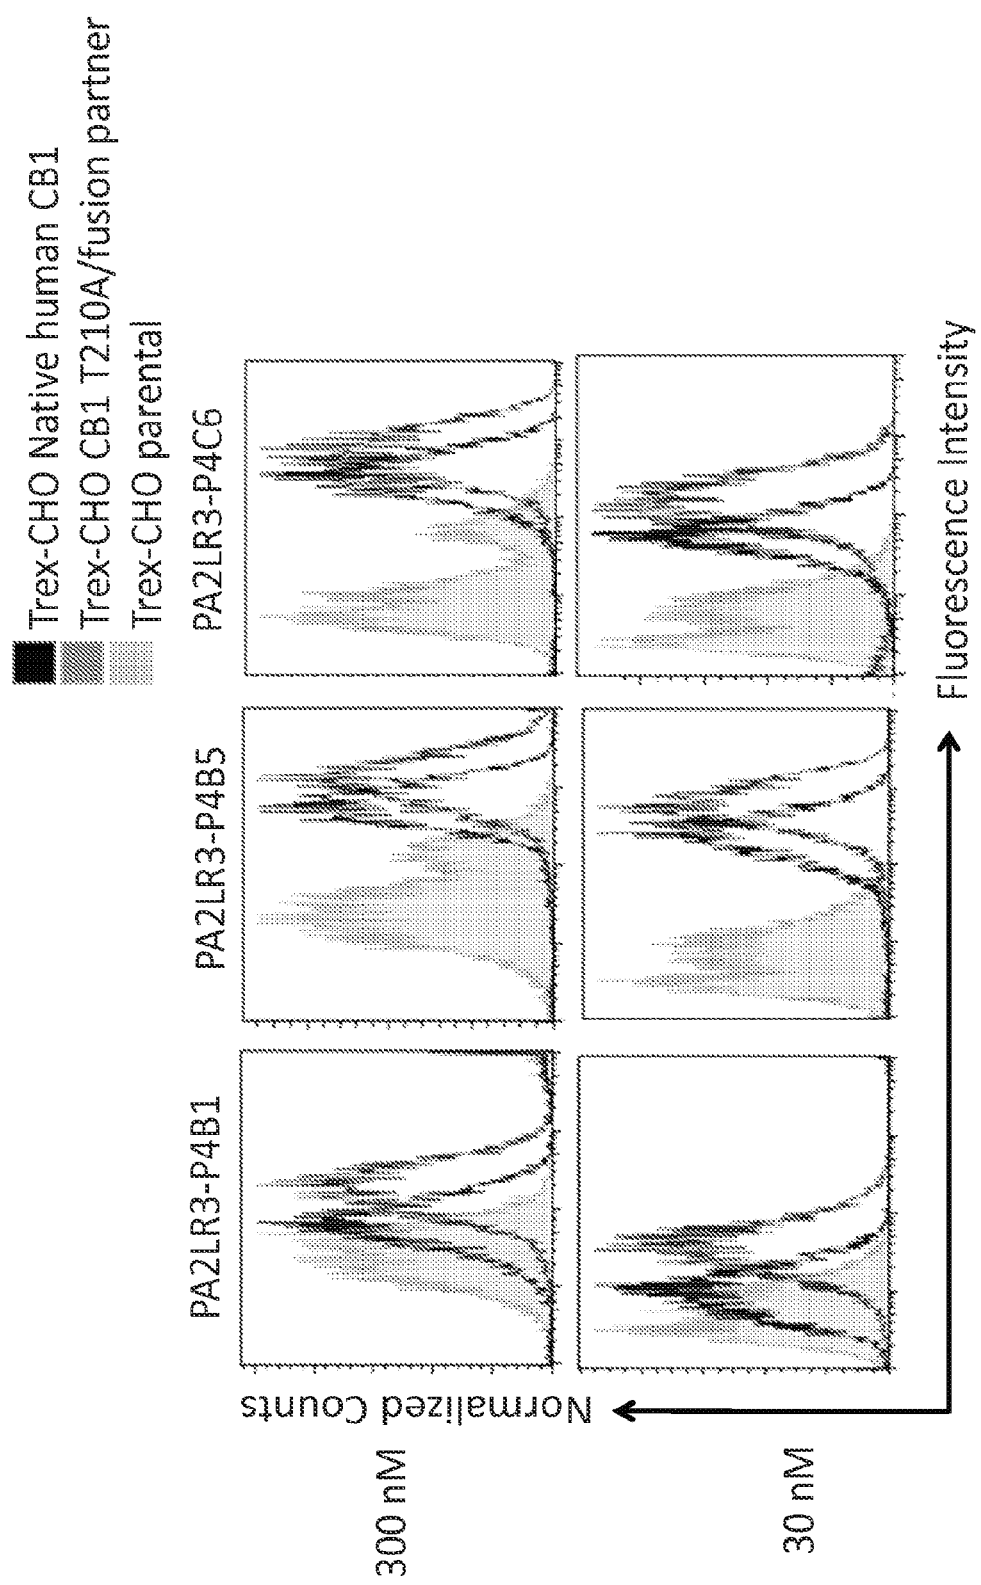 Trex-CHO Native human CB1
Trex-CHO CB1 T210A/fusion partner
Trex-CHO parental
PA2LR3-P4B1
PA2LR3-P4B5
PA2LR3-P4C6
300 nM
30 nM
Normalized Counts
Fluorescence Intensity